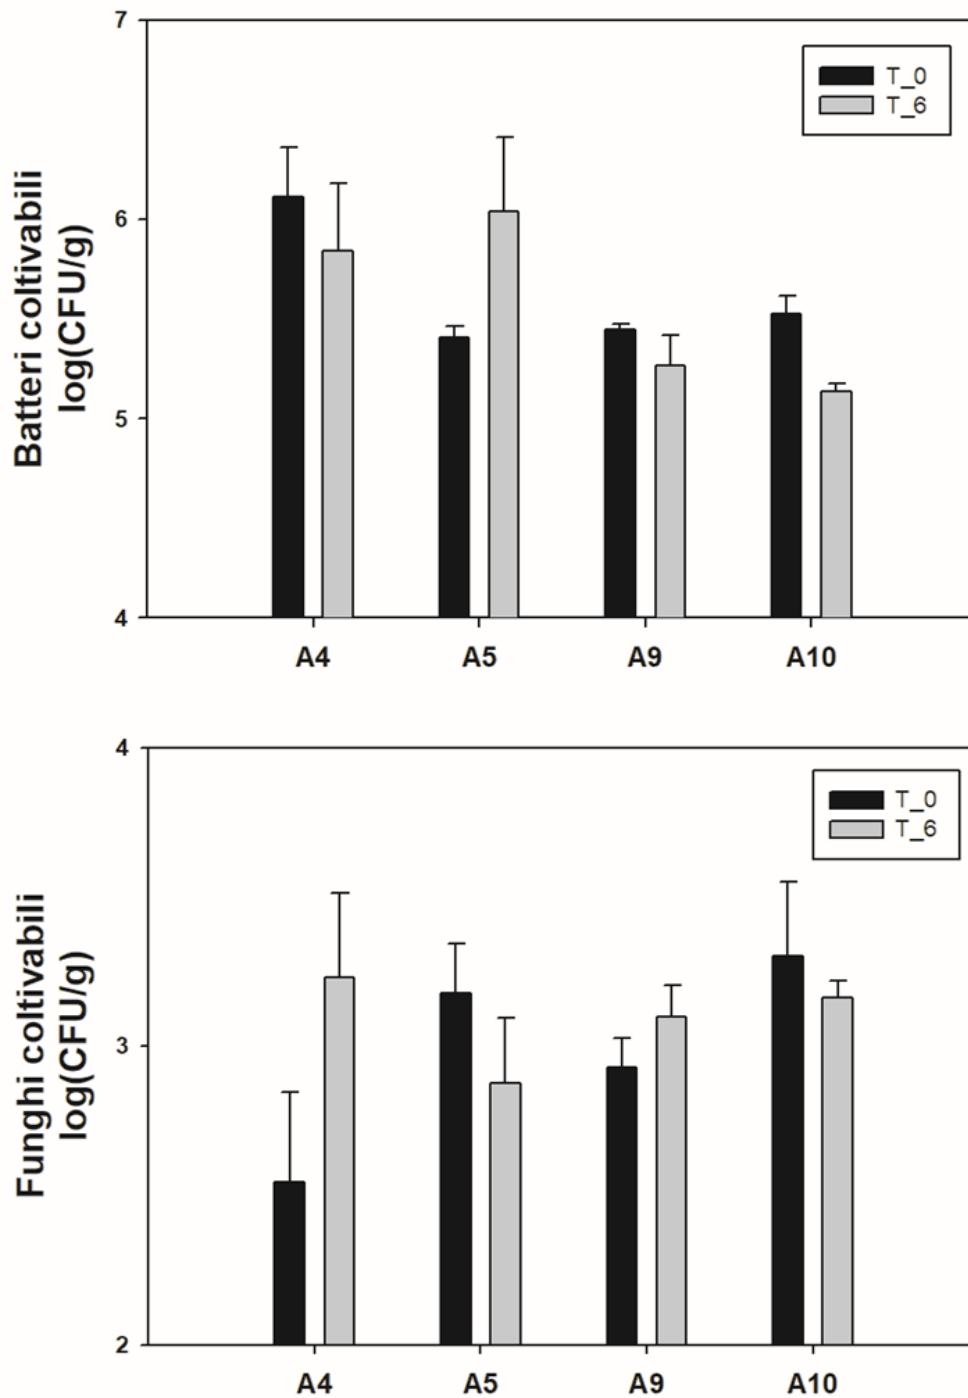 Batteri coltivabili
log(CFU/g)
7
6
5
4
T_0
T_6
A4 A5 A9 A10
Funghi coltivabili
log(CFU/g)
4
3
2
T_0
T_6
A4 A5 A9 A10